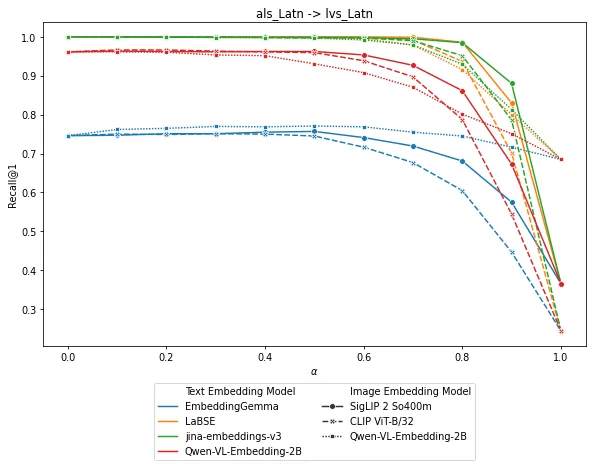 als_Latn -> lvs_Latn
1.0
0.9
0.8
0.7
0.6
0.5
0.4
0.3
Recall@1
0.0 0.2 0.4 0.6 0.8 1.0
α
Text Embedding Model
EmbeddingGemma
LaBSE
jina-embeddings-v3
Qwen-VL-Embedding-2B
Image Embedding Model
SigLIP 2 So400m
CLIP ViT-B/32
Qwen-VL-Embedding-2B